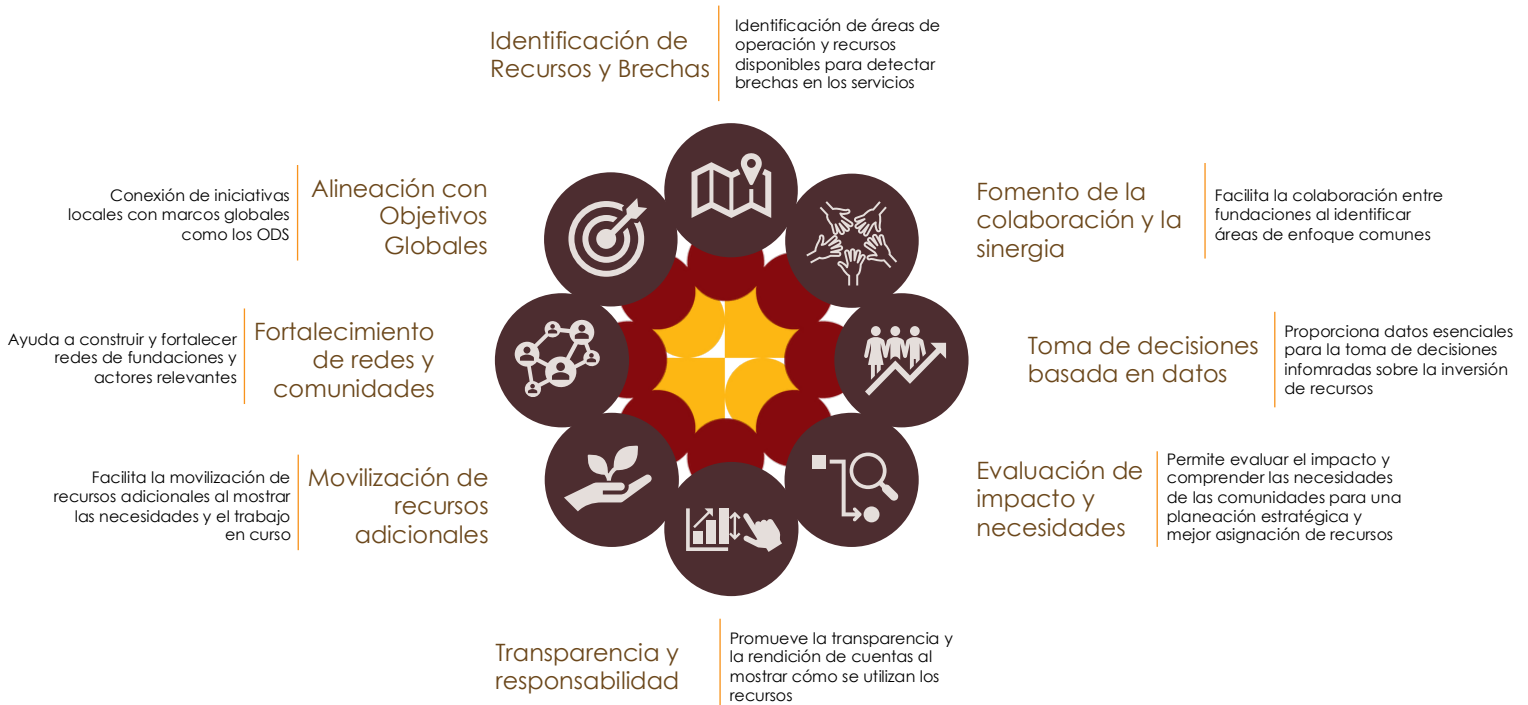 Identificación de
Recursos y Brechas
Identificación de áreas de
operación y recursos
disponibles para detectar
brechas en los servicios
Conexión de iniciativas
locales con marcos globales
como los ODS
Alineación con
Objetivos
Globales
Fomento de la
colaboración y la
sinergia
Facilita la colaboración entre
fundaciones al identificar
áreas de enfoque comunes
Ayuda a construir y fortalecer
redes de fundaciones y
actores relevantes
Fortalecimiento
de redes y
comunidades
Toma de decisiones
basada en datos
Proporciona datos esenciales
para la toma de decisiones
infomradas sobre la inversión
de recursos
Facilita la movilización de
recursos adicionales al mostrar
las necesidades y el trabajo
en curso
Movilización de
recursos
adicionales
Evaluación de
impacto y
necesidades
Permite evaluar el impacto y
comprender las necesidades
de las comunidades para una
planeación estratégica y
mejor asignación de recursos
Transparencia y
responsabilidad
Promueve la transparencia y
la rendición de cuentas al
mostrar cómo se utilizan los
recursos